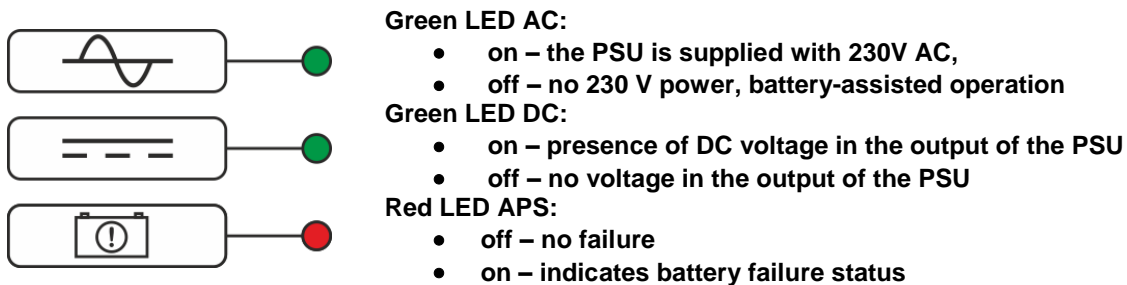 Green LED AC:
• on – the PSU is supplied with 230V AC,
• off – no 230 V power, battery-assisted operation
Green LED DC:
• on – presence of DC voltage in the output of the PSU
• off – no voltage in the output of the PSU
Red LED APS:
• off – no failure
• on – indicates battery failure status